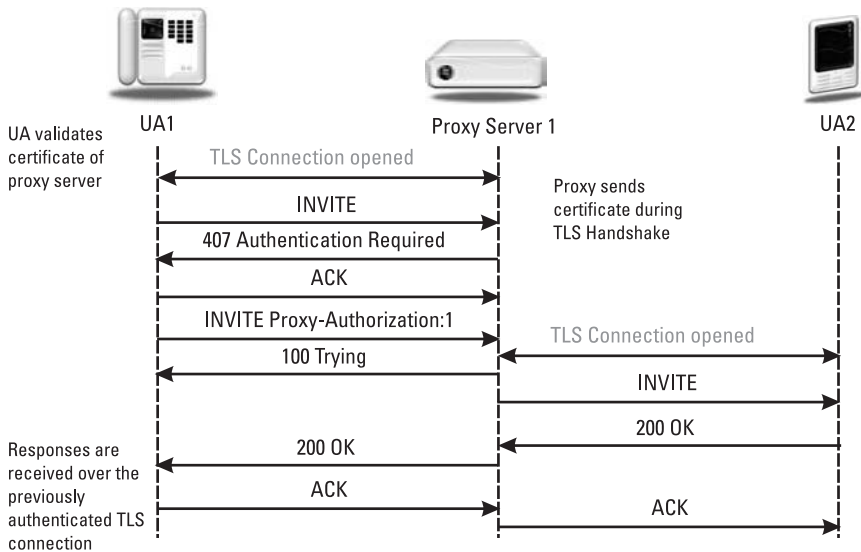 UA1
Proxy Server 1
UA2
UA validates
certificate of
proxy server
TLS Connection opened
Proxy sends
certificate during
TLS Handshake
INVITE
407 Authentication Required
ACK
INVITE Proxy-Authorization:1
TLS Connection opened
100 Trying
INVITE
200 OK
200 OK
Responses are
received over the
previously
authenticated TLS
connection
ACK
ACK